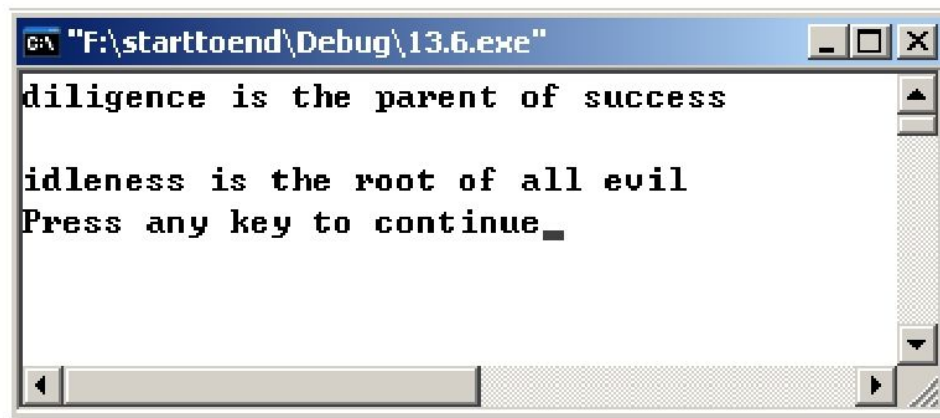 "F:\starttoend\Debug\13.6.exe"
diligence is the parent of success
idleness is the root of all evil
Press any key to continue_